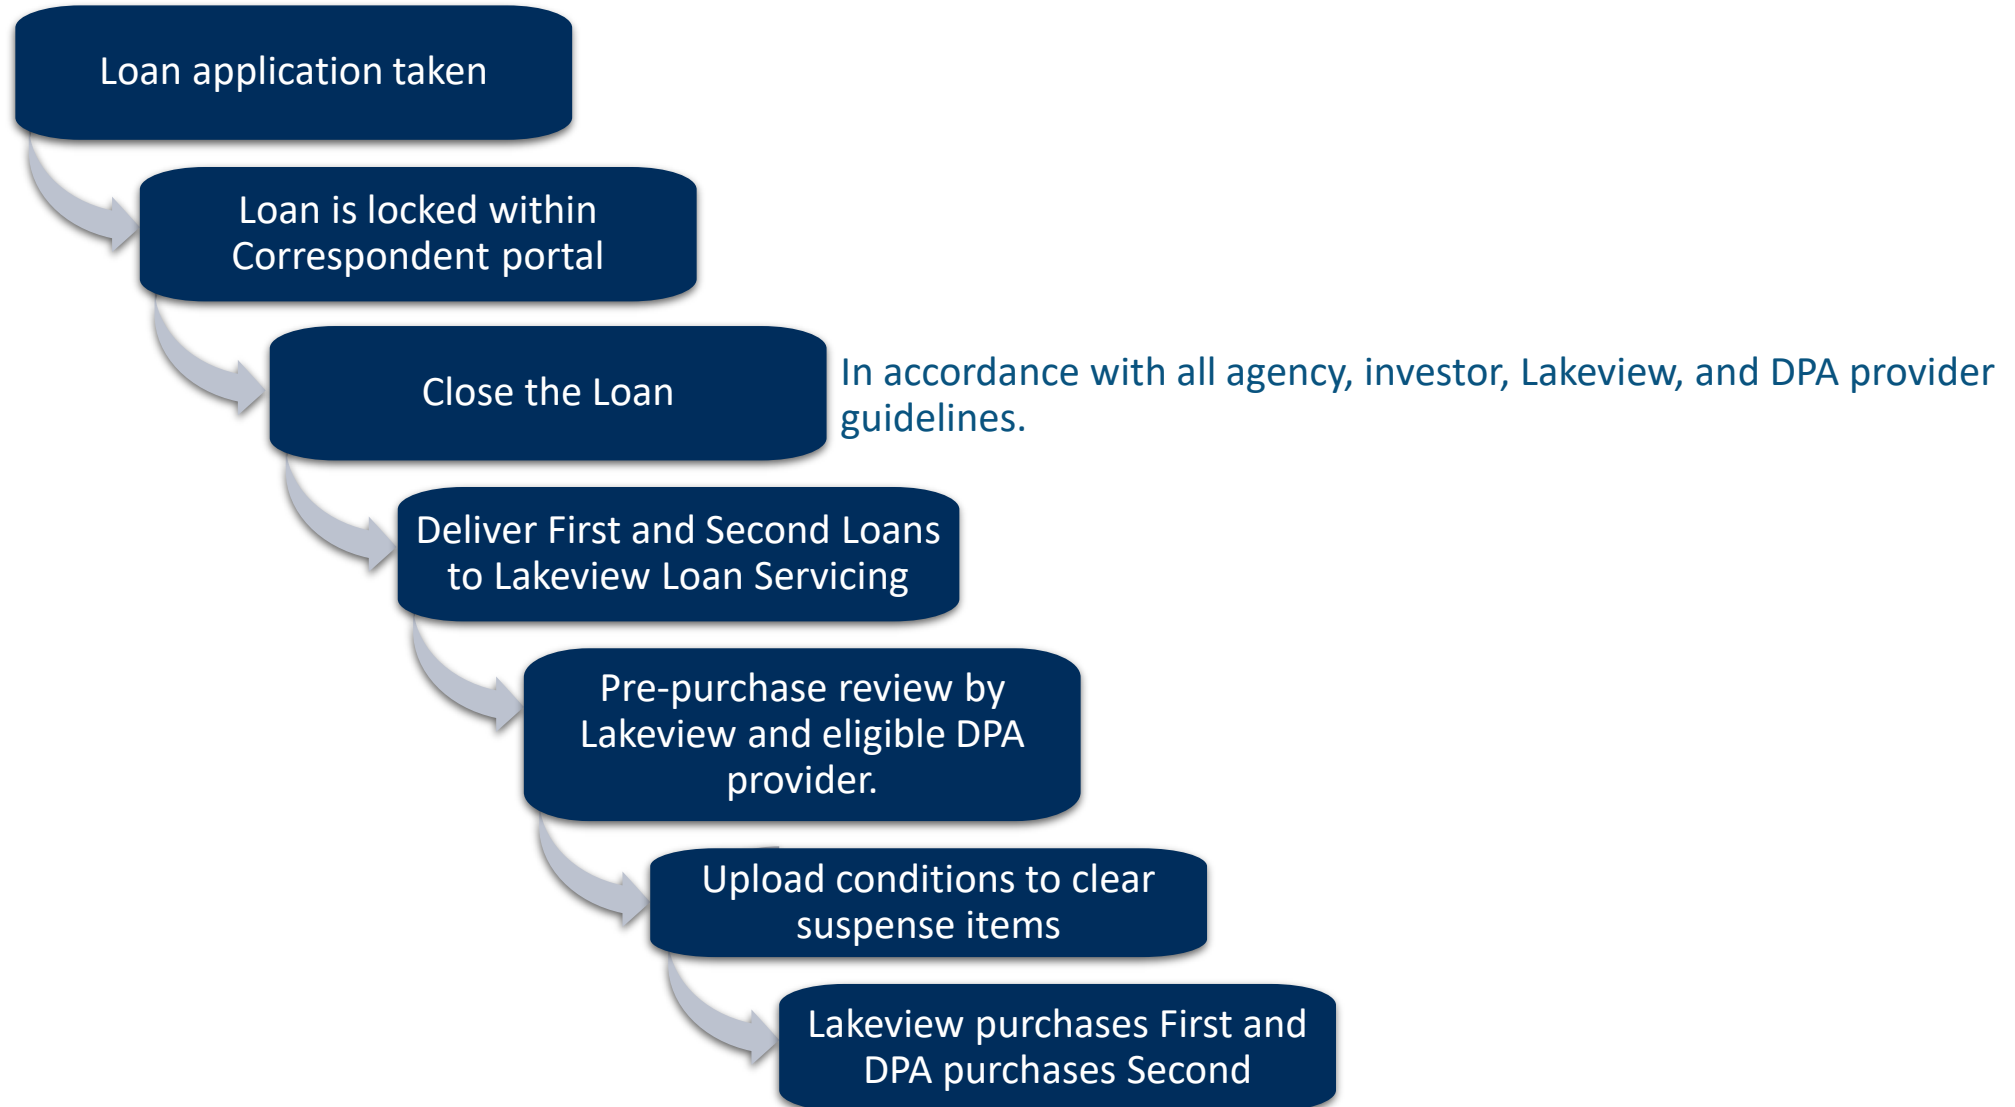 Loan application taken
Loan is locked within
Correspondent portal
Close the Loan
In accordance with all agency, investor, Lakeview, and DPA provider
guidelines.
Deliver First and Second Loans
to Lakeview Loan Servicing
Pre-purchase review by
Lakeview and eligible DPA
provider.
Upload conditions to clear
suspense items
Lakeview purchases First and
DPA purchases Second